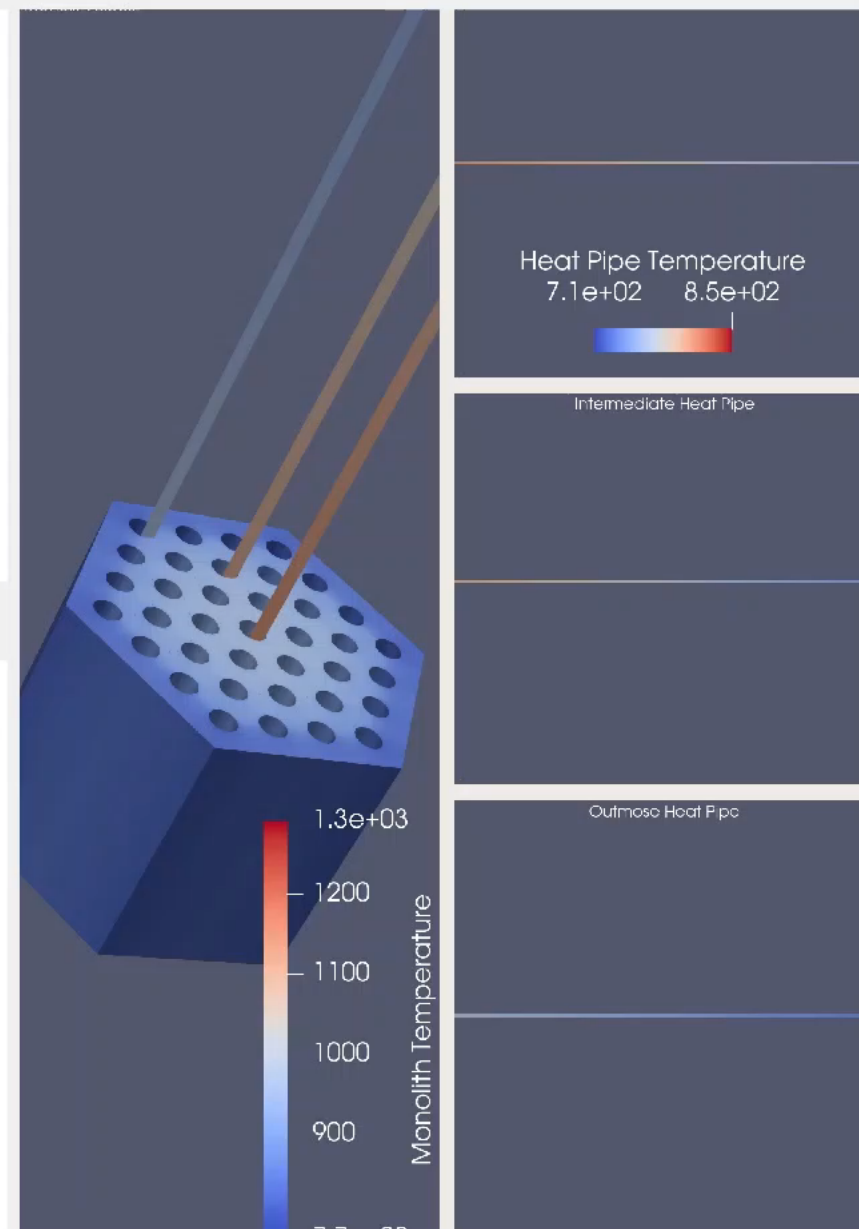 1.3e+03
1200
1100
1000
900
Monolith Temperature
Heat Pipe Temperature
7.1e+02 8.5e+02
Intermediate Heat Pipe
Outmose Heat Pipe